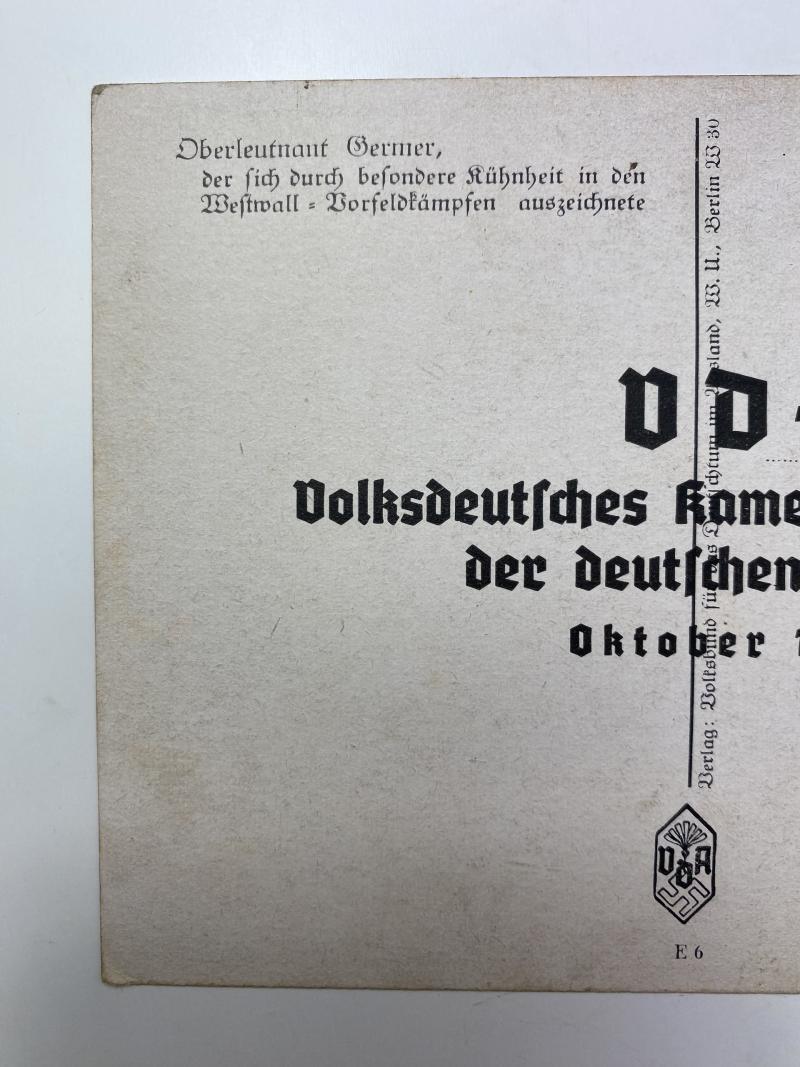 Oberleutnant Germer,
der sich durch besondere Kühnheit in den
Westwall = Vorfeldkämpfen auszeichnete
Verlag: Volksbund für das Deutschtum im Ausland, W. U., Berlin W 30
VD
Volksdeutsches Kame
der deutschen
Oktober
VDA
E 6